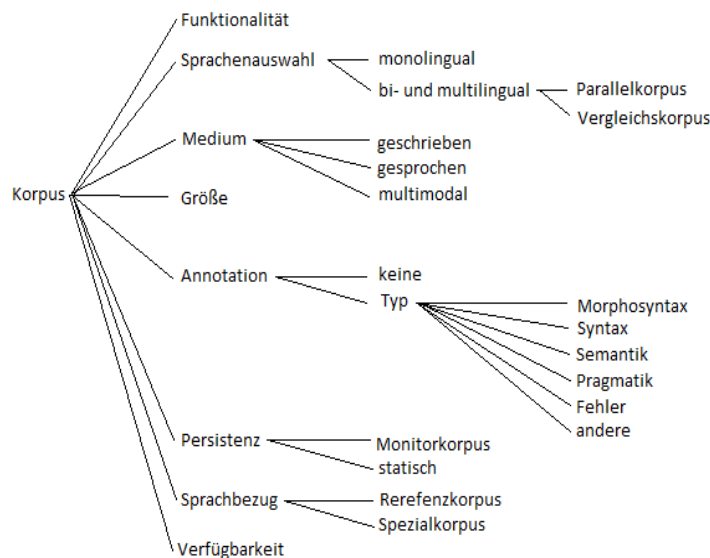 Korpus
Funktionalität
Sprachenauswahl
monolingual
bi- und multilingual
Parallelkorpus
Vergleichskorpus
Medium
geschrieben
gesprochen
multimodal
Größe
Annotation
keine
Typ
Morphosyntax
Syntax
Semantik
Pragmatik
Fehler
andere
Persistenz
Monitorkorpus
statisch
Sprachbezug
Rerefenzkorpus
Spezialkorpus
Verfügbarkeit